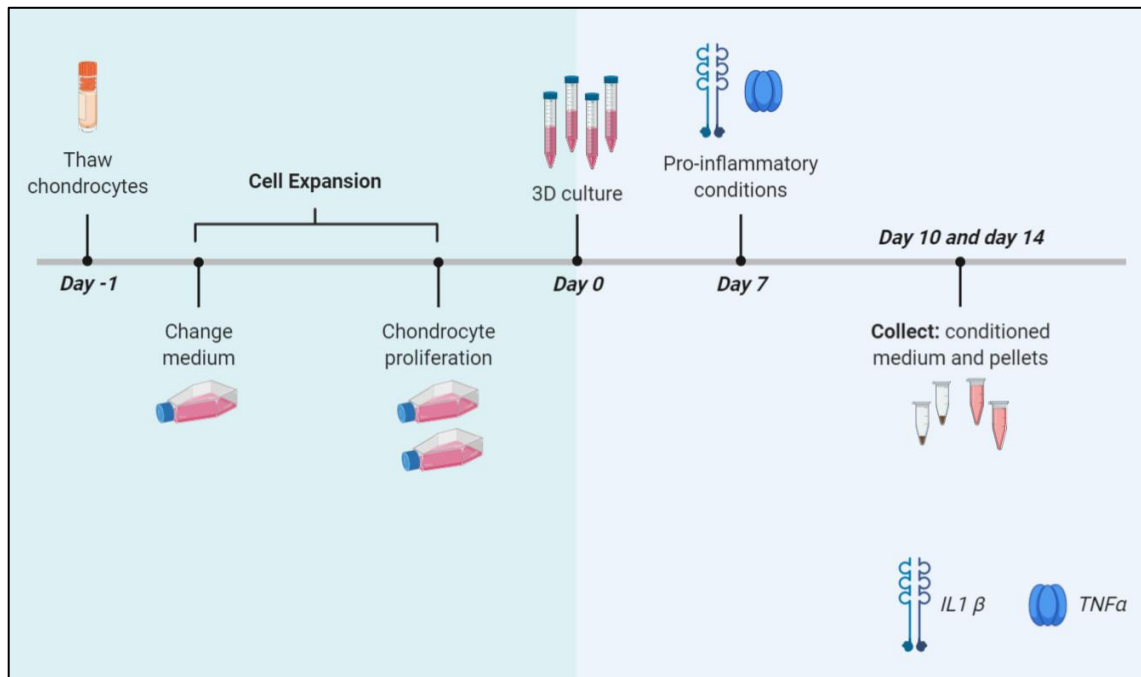 Thaw
chondrocytes
Cell Expansion
3D culture
Pro-inflammatory
conditions
Day 10 and day 14
Day -1
Day 0
Day 7
Change
medium
Chondrocyte
proliferation
Collect: conditioned
medium and pellets
IL1 β
TNFα